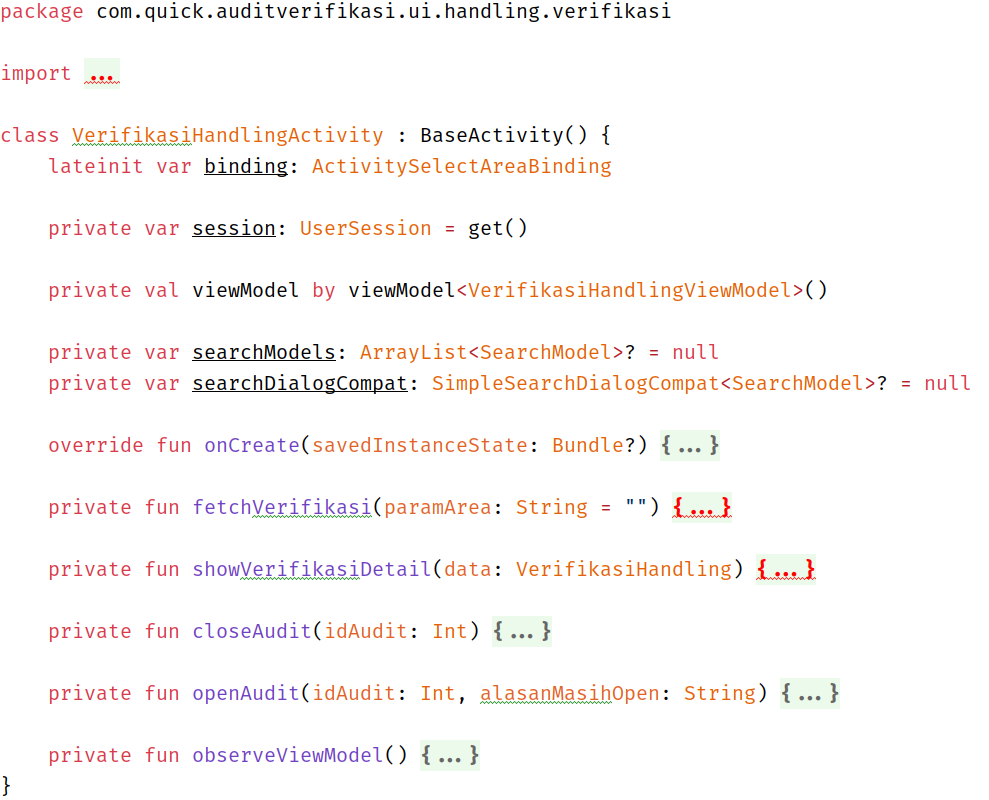 package com.quick.auditverifikasi.ui.handling.verifikasi
import ...
class VerifikasiHandlingActivity : BaseActivity() {
lateinit var binding: ActivitySelectAreaBinding
private var session: UserSession = get()
private val viewModel by viewModel<VerifikasiHandlingViewModel>()
private var searchModels: ArrayList<SearchModel>? = null
private var searchDialogCompat: SimpleSearchDialogCompat<SearchModel>? = null
override fun onCreate(savedInstanceState: Bundle?) {...}
private fun fetchVerifikasi(paramArea: String = "") {...}
private fun showVerifikasiDetail(data: VerifikasiHandling) {...}
private fun closeAudit(idAudit: Int) {...}
private fun openAudit(idAudit: Int, alasanMasihOpen: String) {...}
private fun observeViewModel() {...}
}